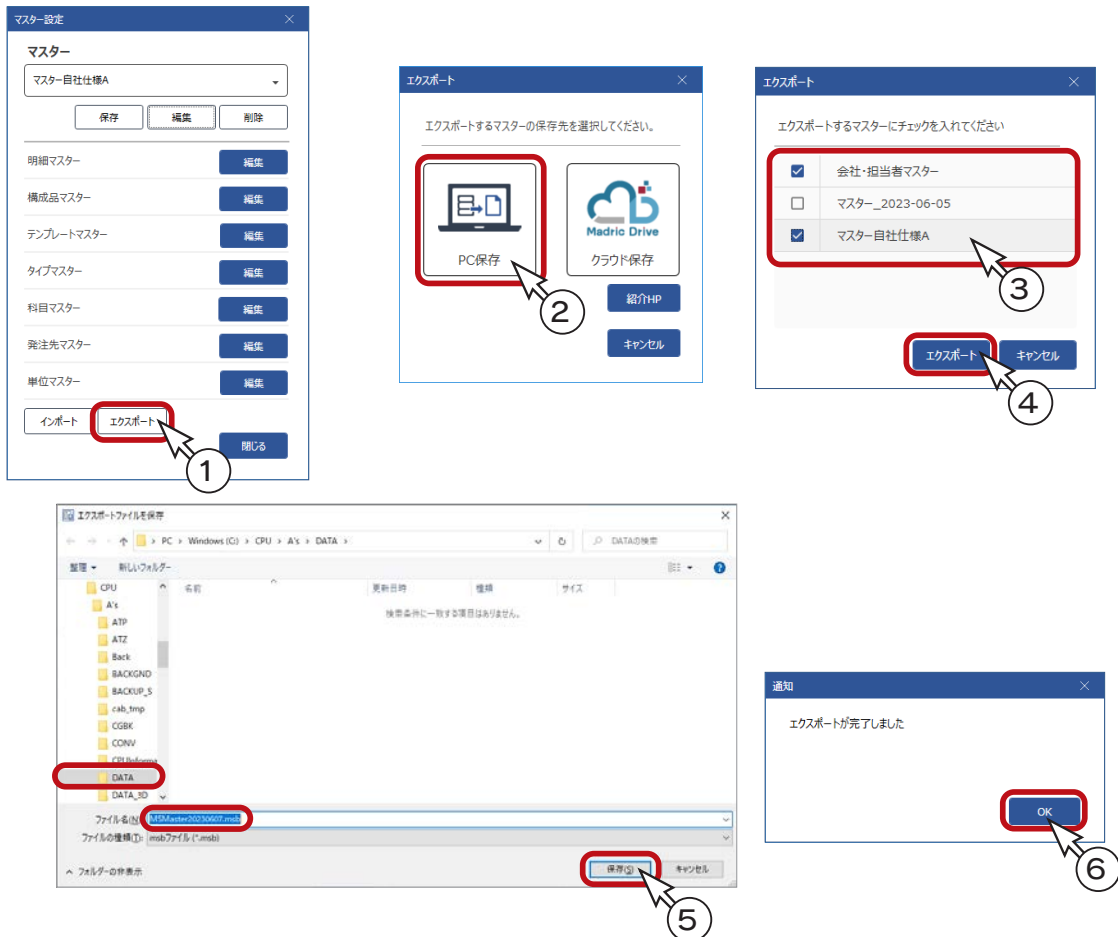 マスター設定
マスター
マスター自社仕様A
保存 編集 削除
明細マスター 編集
構成品マスター 編集
テンプレートマスター 編集
タイプマスター 編集
科目マスター 編集
発注先マスター 編集
単位マスター 編集
インポート エクスポート
閉じる
1
エクスポート
エクスポートするマスターの保存先を選択してください。
Madric Drive
PC保存 クラウド保存
2
紹介HP
キャンセル
エクスポート
エクスポートするマスターにチェックを入れてください
会社・担当者マスター
マスター_2023-06-05
マスター自社仕様A
3
エクスポート キャンセル
4
エクスポートファイルを保存
PC > Windows (C:) > CPU > A's > DATA >
DATAの検索
整理 新しいフォルダー
CPU
A's
ATP
ATZ
Back
BACKGND
BACKUP_S
cab_tmp
CGBK
CONV
CPUInforma
DATA
DATA_3D
名前 更新日時 種類 サイズ
検索条件に一致する項目はありません。
ファイル名(N): MSMaster20230607.msb
ファイルの種類(T): msbファイル (*.msb)
フォルダーの非表示
保存(S) キャンセル
5
通知
エクスポートが完了しました
OK
6